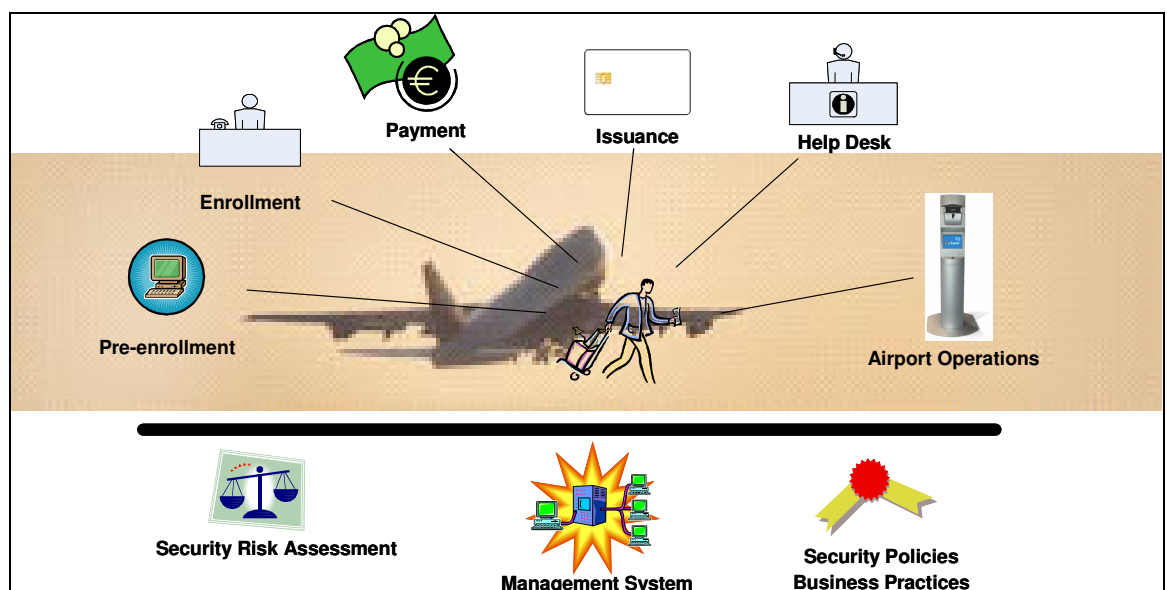 Payment
Issuance
Help Desk
Enrollment
Pre-enrollment
Airport Operations
Security Risk Assessment
Management System
Security Policies
Business Practices